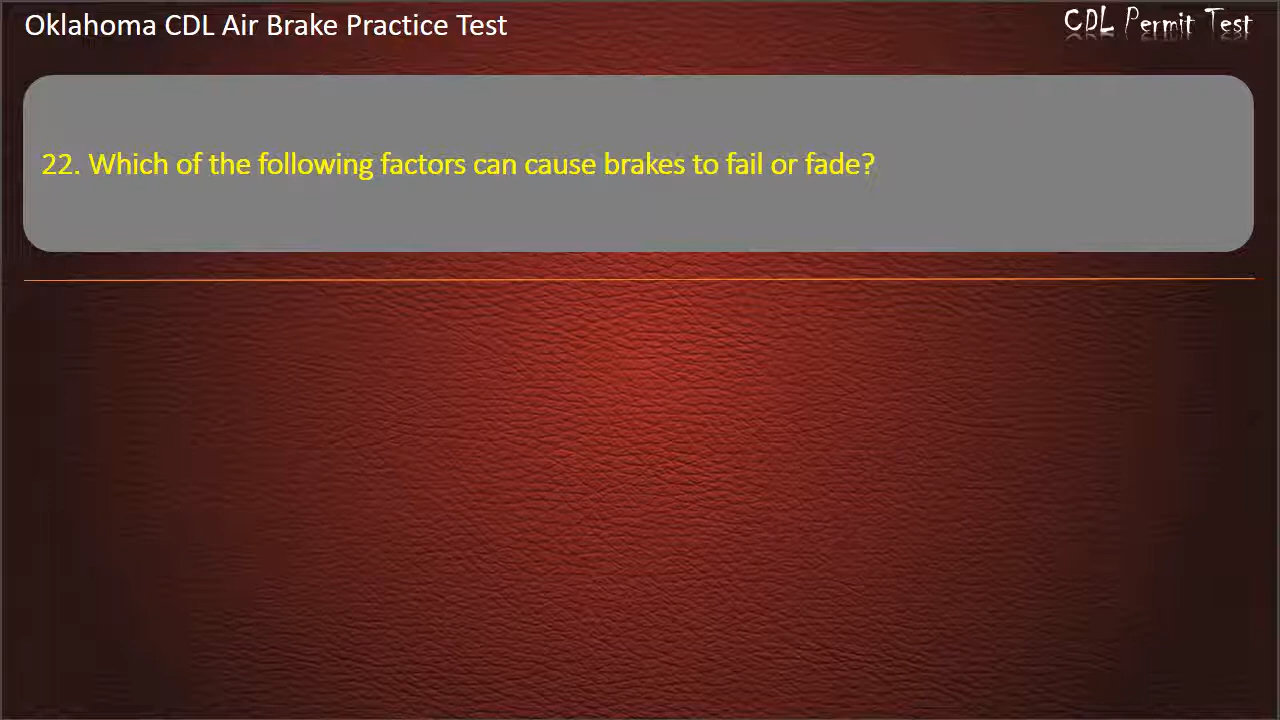 Oklahoma CDL Air Brake Practice Test
CDL Permit Test
22. Which of the following factors can cause brakes to fail or fade?